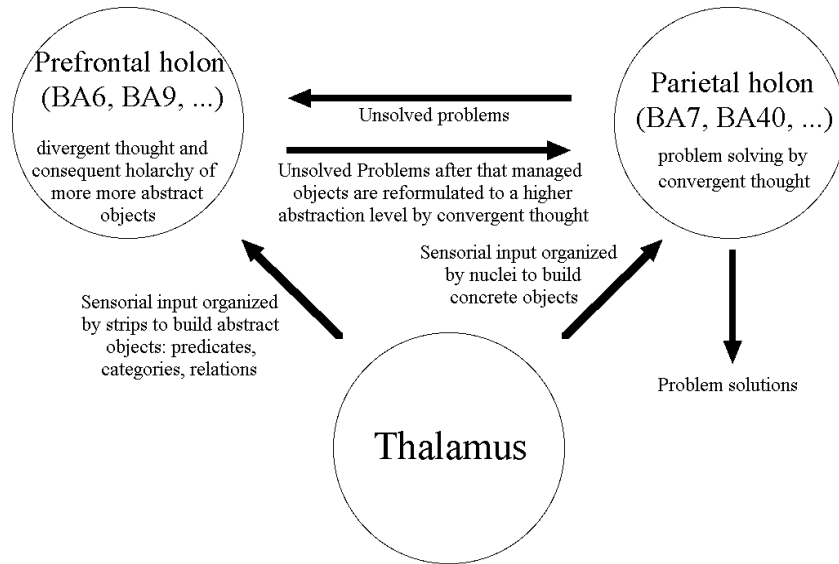 Prefrontal holon
(BA6, BA9, ...)
divergent thought and
consequent holarchy of
more more abstract
objects
Unsolved problems
Unsolved Problems after that managed
objects are reformulated to a higher
abstraction level by convergent thought
Parietal holon
(BA7, BA40, ...)
problem solving by
convergent thought
Sensorial input organized
by strips to build abstract
objects: predicates,
categories, relations
Sensorial input organized
by nuclei to build
concrete objects
Problem solutions
Thalamus